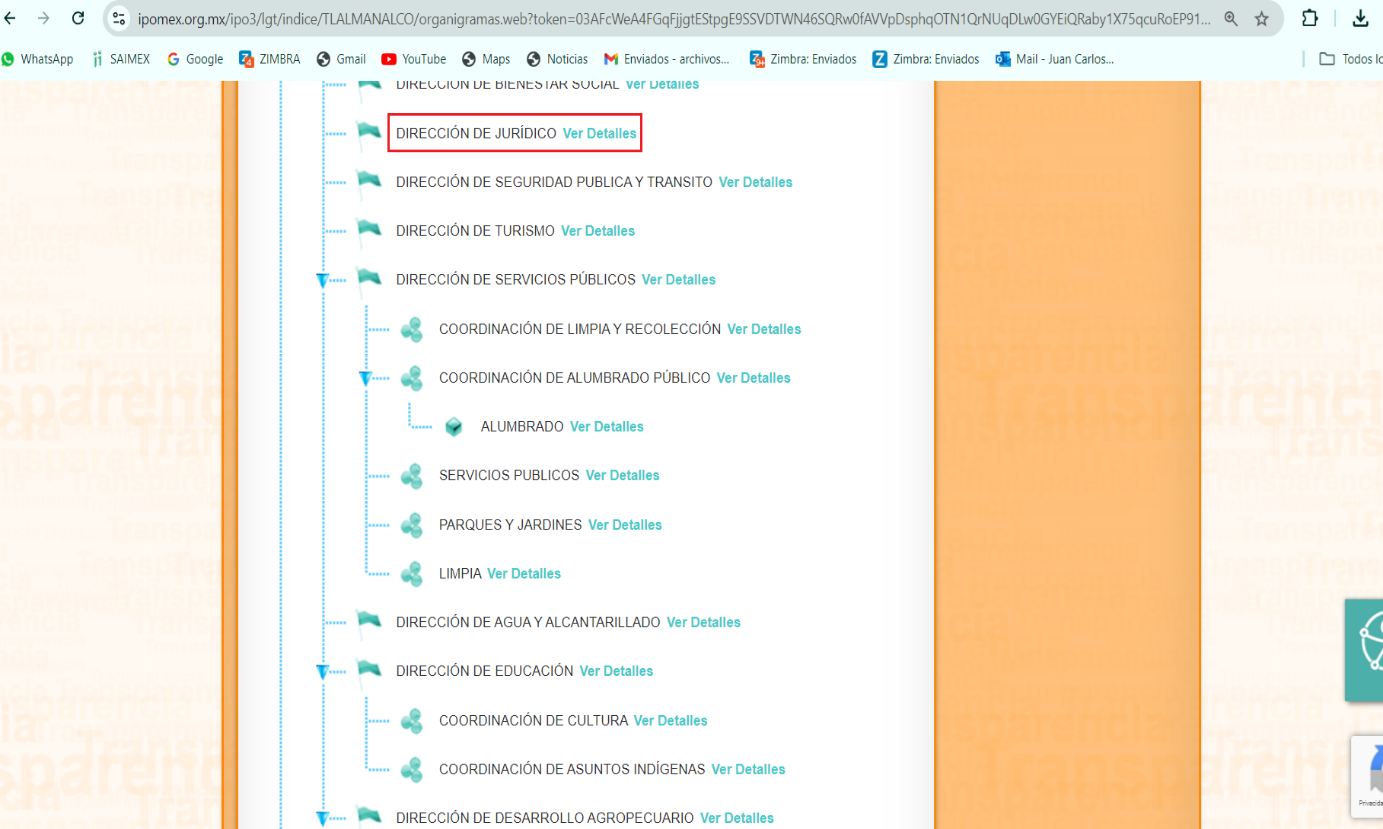 ipomex.org.mx/ipo3/lgt/indice/TLALMANALCO/organigramas.web?token=03AFcWeA4FGqFjjgtEStpgE9SSVDTWN46SQRw0fAVVpDsphqOTN1QrNUqDLw0GYEiQRaby1X75qcuRoEP91...
WhatsApp SAIMEX Google ZIMBRA Gmail YouTube Maps Noticias Enviados - archivos... Zimbra: Enviados Zimbra: Enviados Mail - Juan Carlos... Todos lo
DIRECCIÓN DE BIENESTAR SOCIAL Ver Detalles
DIRECCIÓN DE JURÍDICO Ver Detalles
DIRECCIÓN DE SEGURIDAD PUBLICA Y TRANSITO Ver Detalles
DIRECCIÓN DE TURISMO Ver Detalles
DIRECCIÓN DE SERVICIOS PÚBLICOS Ver Detalles
COORDINACIÓN DE LIMPIA Y RECOLECCIÓN Ver Detalles
COORDINACIÓN DE ALUMBRADO PÚBLICO Ver Detalles
ALUMBRADO Ver Detalles
SERVICIOS PUBLICOS Ver Detalles
PARQUES Y JARDINES Ver Detalles
LIMPIA Ver Detalles
DIRECCIÓN DE AGUA Y ALCANTARILLADO Ver Detalles
DIRECCIÓN DE EDUCACIÓN Ver Detalles
COORDINACIÓN DE CULTURA Ver Detalles
COORDINACIÓN DE ASUNTOS INDÍGENAS Ver Detalles
Privacida
DIRECCIÓN DE DESARROLLO AGROPECUARIO Ver Detalles